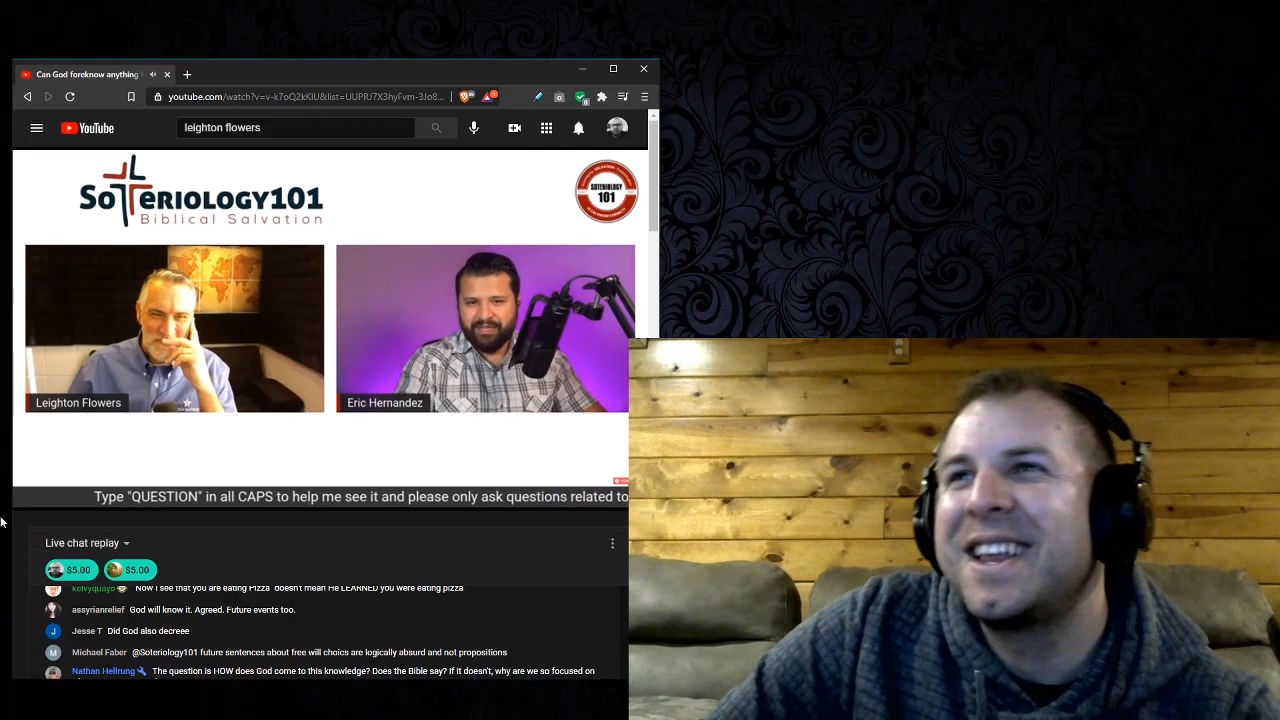 Can God foreknow anything
youtube.com/watch?v=v-k7oQ2kKlU&list=UUPRJ7X3hyFvm-3Jo8...
YouTube
leighton flowers
SOTERIOLOGY101
Biblical Salvation
SOTERIOLOGY
101
Leighton Flowers
Eric Hernandez
Type "QUESTION" in all CAPS to help me see it and please only ask questions related to
Live chat replay
$5.00 $5.00
kelvyquayo Now I see that you are eating Pizza doesn't mean He LEARNED you were eating pizza
assyrianrelief God will know it. Agreed. Future events too.
J Jesse T Did God also decreee
M Michael Faber @Soteriology101 future sentences about free will choices are logically absurd and not propositions
Nathan Hellrung The question is HOW does God come to this knowledge? Does the Bible say? If it doesn't, why are we so focused on